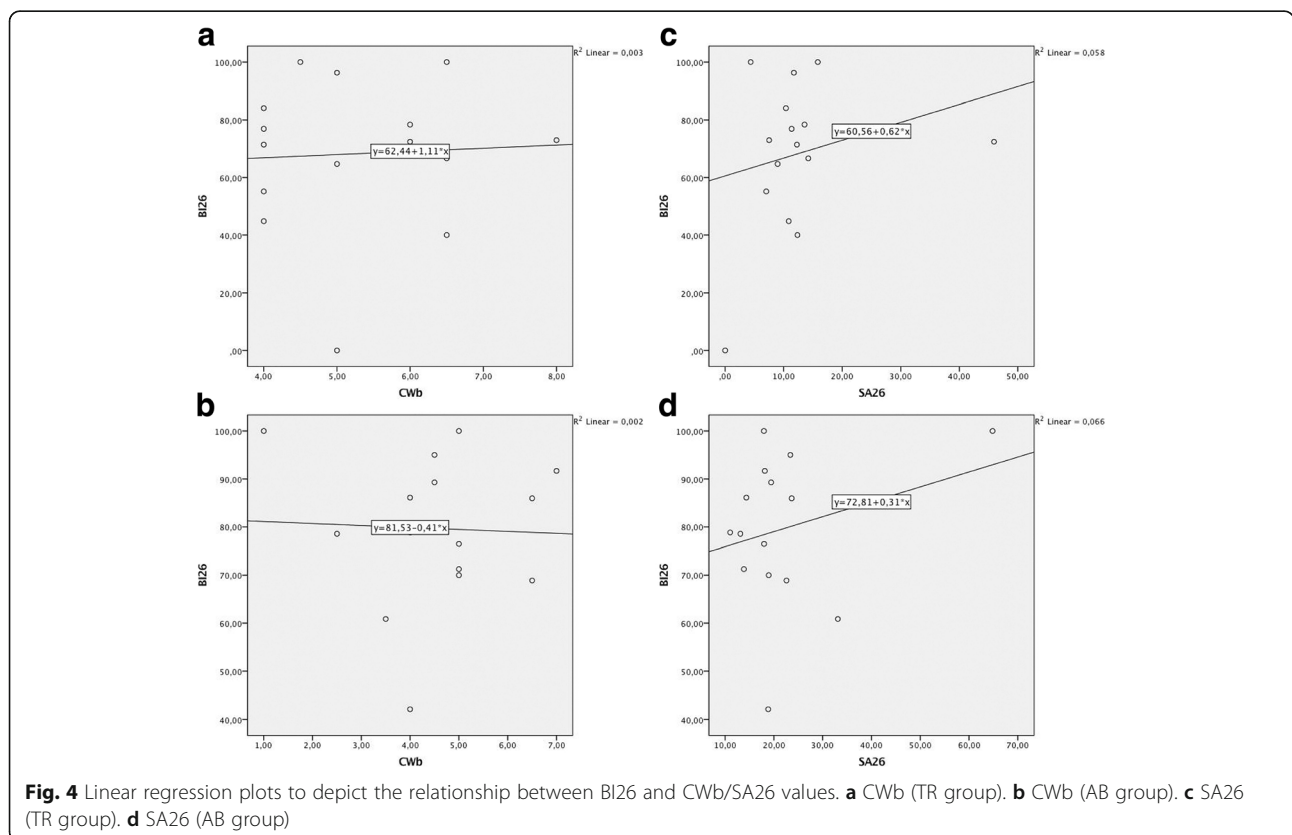 a
R² Linear = 0,003
100,00
80,00
60,00
40,00
20,00
,00
BI26
y=62,44+1,11*x
4,00 5,00 6,00 7,00 8,00
CWb
c
R² Linear = 0,058
100,00
80,00
60,00
40,00
20,00
,00
BI26
y=60,56+0,62*x
,00 10,00 20,00 30,00 40,00 50,00
SA26
b
R² Linear = 0,002
100,00
90,00
80,00
70,00
60,00
50,00
40,00
BI26
y=81,53-0,41*x
1,00 2,00 3,00 4,00 5,00 6,00 7,00
CWb
d
R² Linear = 0,066
100,00
90,00
80,00
70,00
60,00
50,00
40,00
BI26
y=72,81+0,31*x
10,00 20,00 30,00 40,00 50,00 60,00 70,00
SA26
Fig. 4 Linear regression plots to depict the relationship between BI26 and CWb/SA26 values. a CWb (TR group). b CWb (AB group). c SA26
(TR group). d SA26 (AB group)